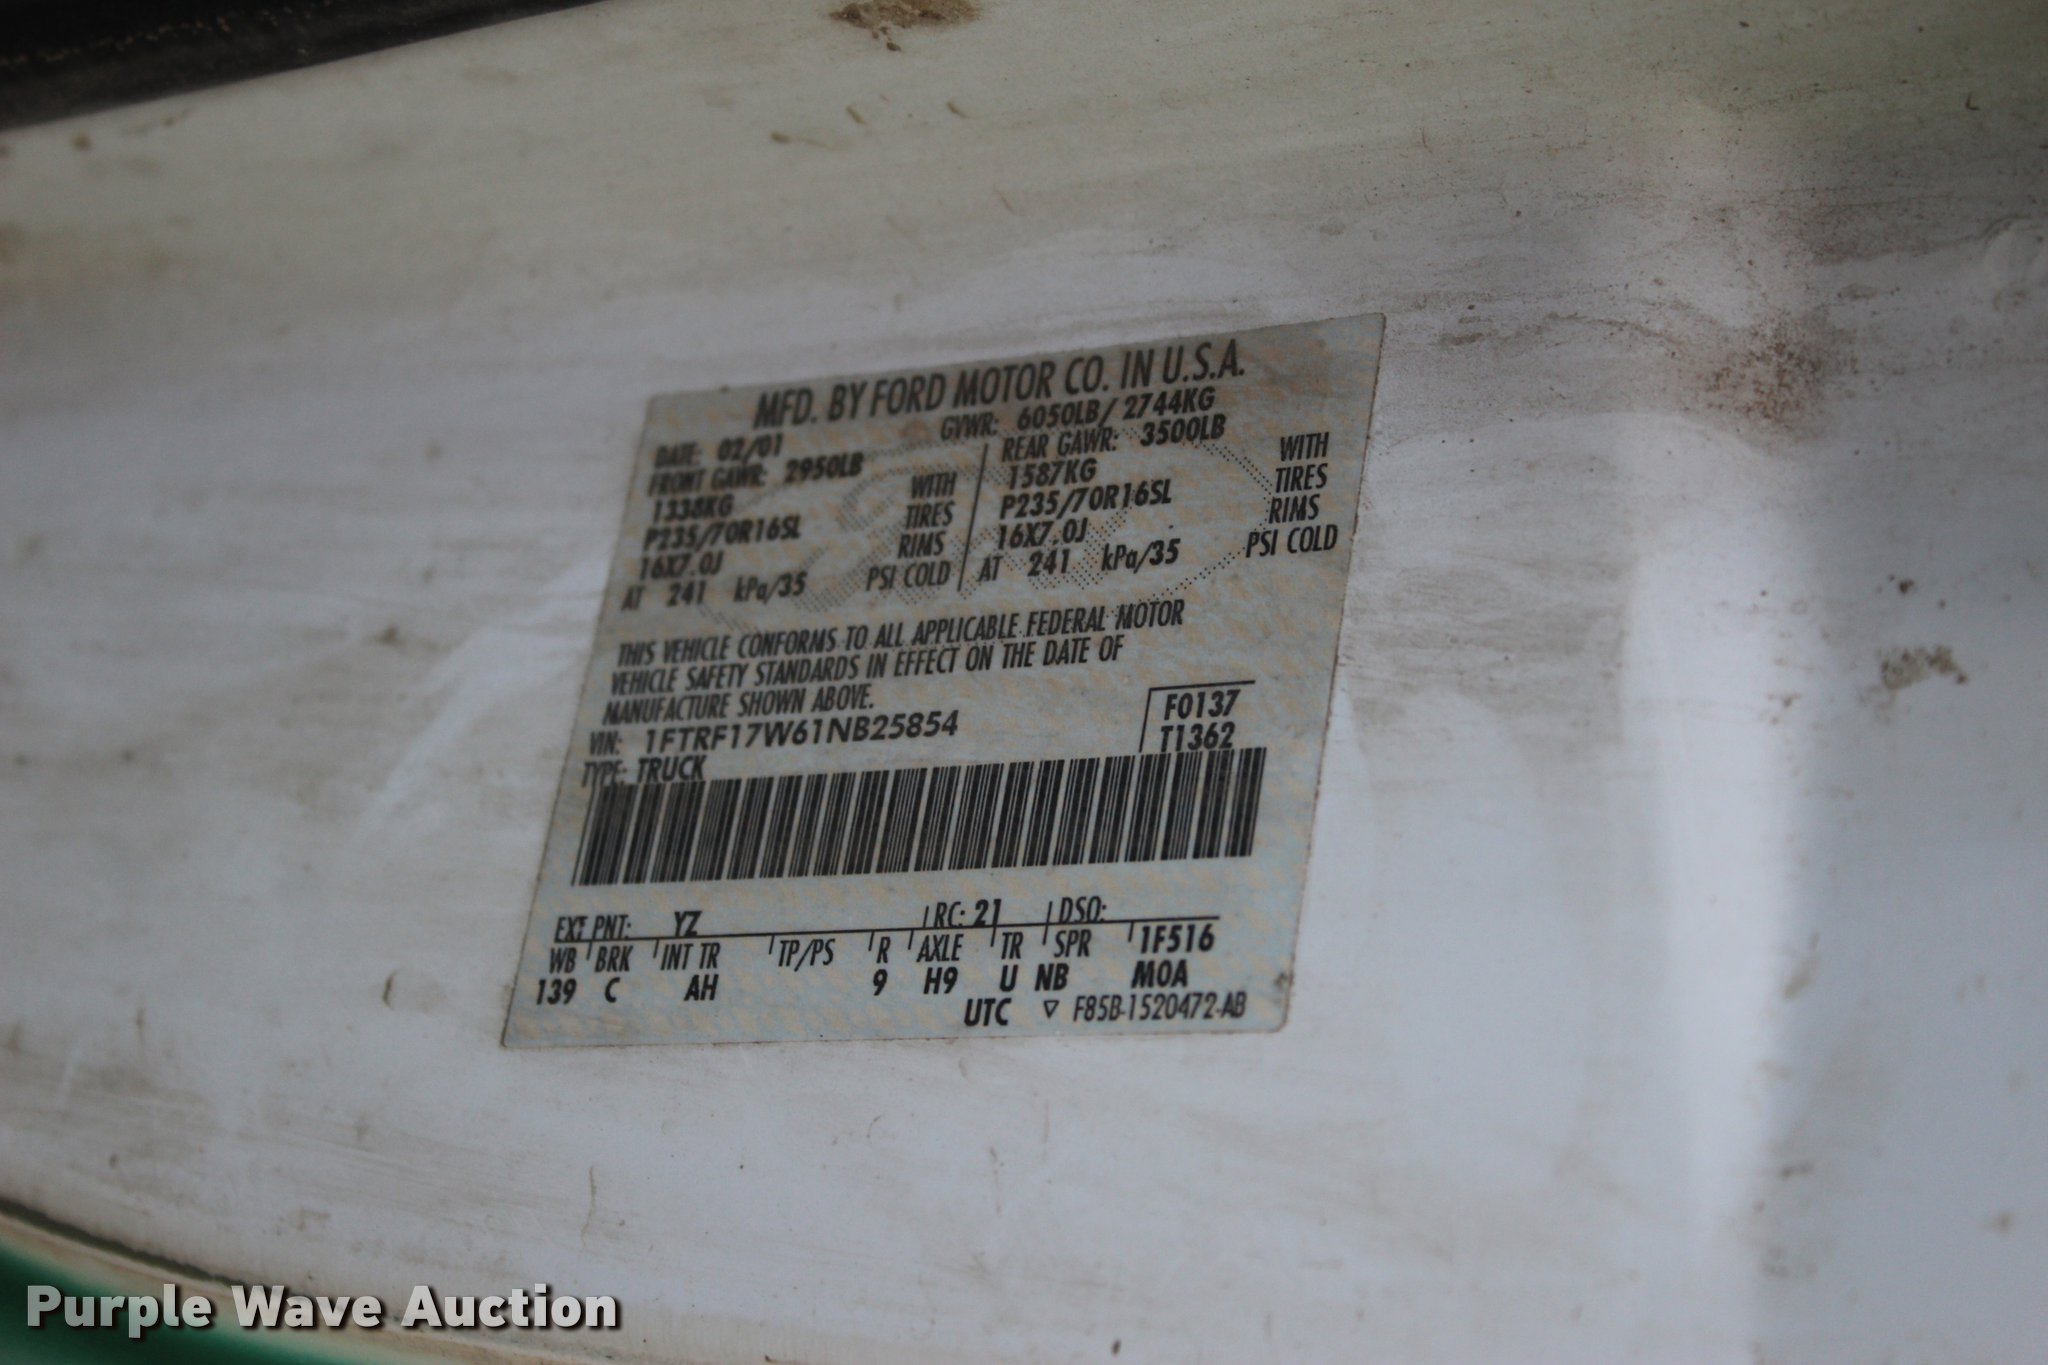 MFD. BY FORD MOTOR CO. IN U.S.A.
DATE: 02/01 GVWR: 6050LB/ 2744KG
FRONT GAWR: 2950LB REAR GAWR: 3500LB
1338KG WITH 1587KG WITH
P235/70R16SL TIRES P235/70R16SL TIRES
16X7.0J RIMS 16X7.0J RIMS
AT 241 kPa/35 PSI COLD AT 241 kPa/35 PSI COLD
THIS VEHICLE CONFORMS TO ALL APPLICABLE FEDERAL MOTOR
VEHICLE SAFETY STANDARDS IN EFFECT ON THE DATE OF
MANUFACTURE SHOWN ABOVE.
VIN: 1FTRF17W61NB25854 F0137
TYPE: TRUCK T1362
EXT PNT: YZ RC: 21 DSO:
WB BRK INT TR TP/PS R AXLE TR SPR 1F516
139 C AH 9 H9 U NB MOA
UTC ▽ F85B-1520472-AB
Purple Wave Auction